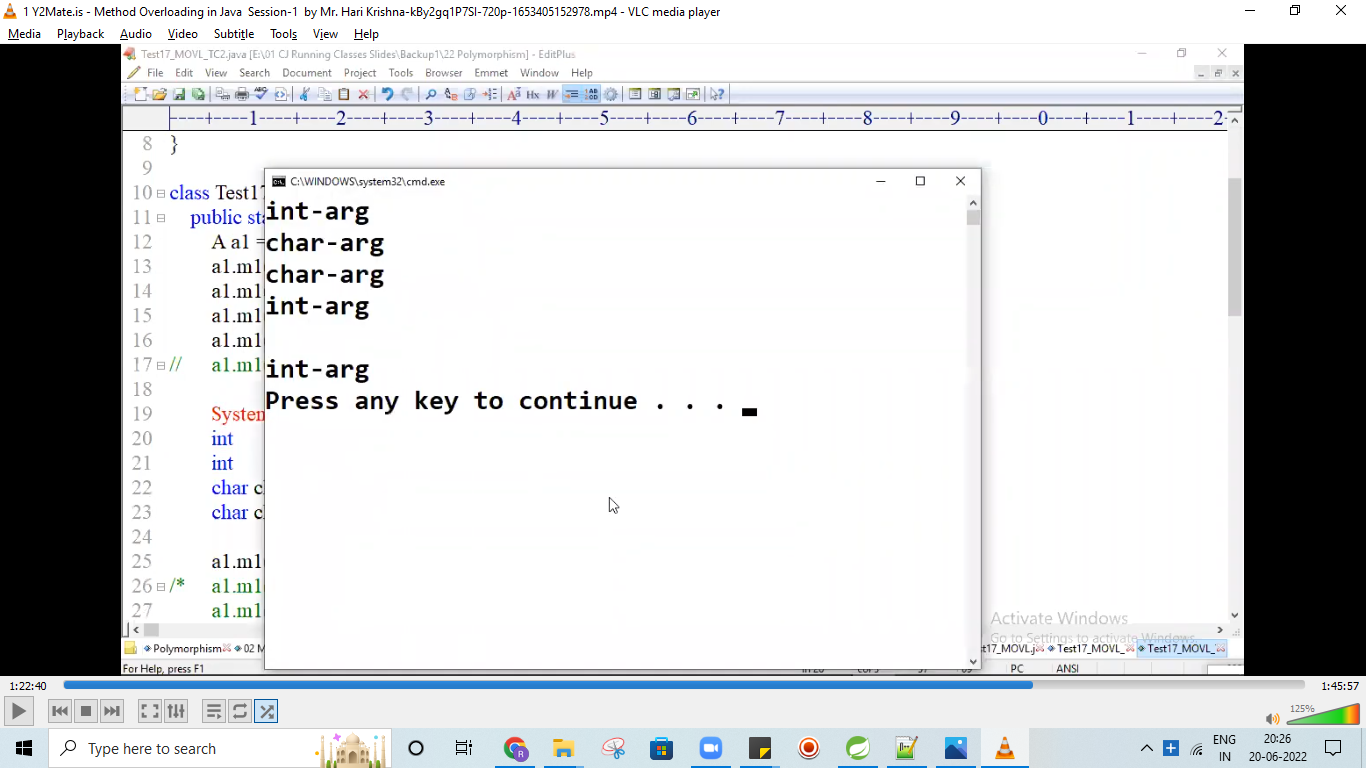 1 Y2Mate.is - Method Overloading in Java Session-1 by Mr. Hari Krishna-kBy2gq1P7SI-720p-1653405152978.mp4 - VLC media player
Media Playback Audio Video Subtitle Tools View Help
Test17_MOVL_TC2.java [E:\01 CJ Running Classes Slides\Backup1\22 Polymorphism] - EditPlus
File Edit View Search Document Project Tools Browser Emmet Window Help
----+----1----+----2----+----3----+----4----+----5----+----6----+----7----+----8----+----9----+----0----+----1----+----2-
8 }
9
C:\WINDOWS\system32\cmd.exe
10 class Test17
int-arg
11 public sta
12 A a1 =
char-arg
13 a1.m1
char-arg
14 a1.m1
15 a1.m1
int-arg
16 a1.m1
17 // a1.m1
int-arg
18
Press any key to continue . . .
19 System
20 int
21 int
22 char c
23 char c
24
25 a1.m1
26 /* a1.m1
27 a1.m1
Activate Windows
Go to Settings to activate Windows.
Polymorphism 02 M t17_MOVL.j Test17_MOVL_ Test17_MOVL_
For Help, press F1 PC ANSI
1:22:40 1:45:57
125%
Type here to search
ENG
IN
20:26
20-06-2022